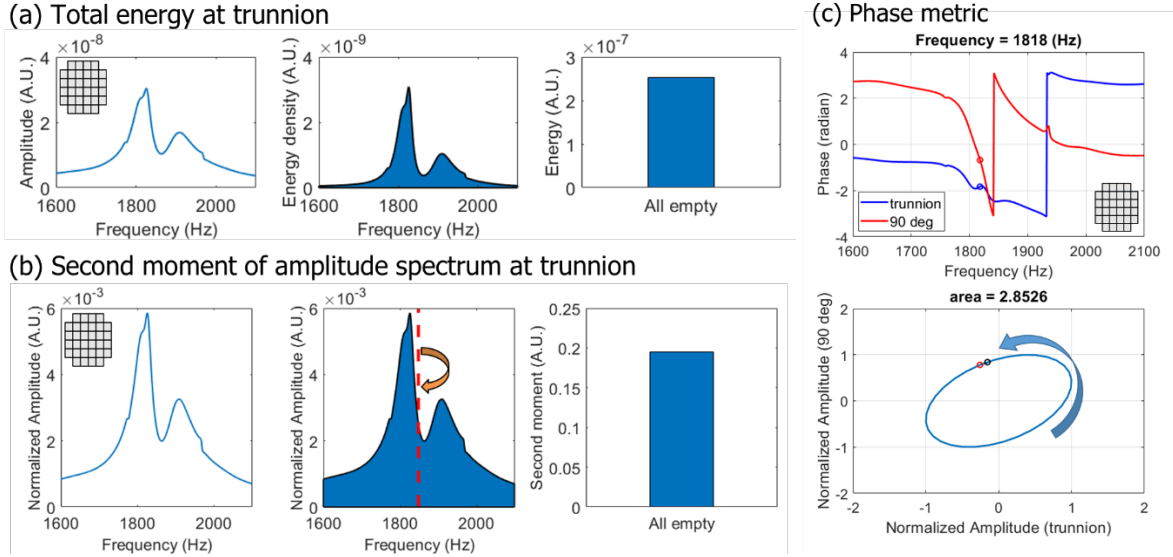 (a) Total energy at trunnion
×10⁻⁸
Amplitude (A.U.)
6
4
2
0
1600 1800 2000
Frequency (Hz)
×10⁻⁹
Energy density (A.U.)
5
4
3
2
1
0
1600 1800 2000
Frequency (Hz)
×10⁻⁷
Energy (A.U.)
3
2
1
0
All empty
(b) Second moment of amplitude spectrum at trunnion
×10⁻³
Normalized Amplitude (A.U.)
6
4
2
0
1600 1800 2000
Frequency (Hz)
×10⁻³
Normalized Amplitude (A.U.)
6
4
2
0
1600 1800 2000
Frequency (Hz)
Second moment (A.U.)
0.25
0.2
0.15
0.1
0.05
0
All empty
(c) Phase metric
Frequency = 1818 (Hz)
Phase (radian)
4
2
0
-2
-4
trunnion
90 deg
1600 1700 1800 1900 2000 2100
Frequency (Hz)
area = 2.8526
Normalized Amplitude (90 deg)
2
1
0
-1
-2
-2 -1 0 1 2
Normalized Amplitude (trunnion)